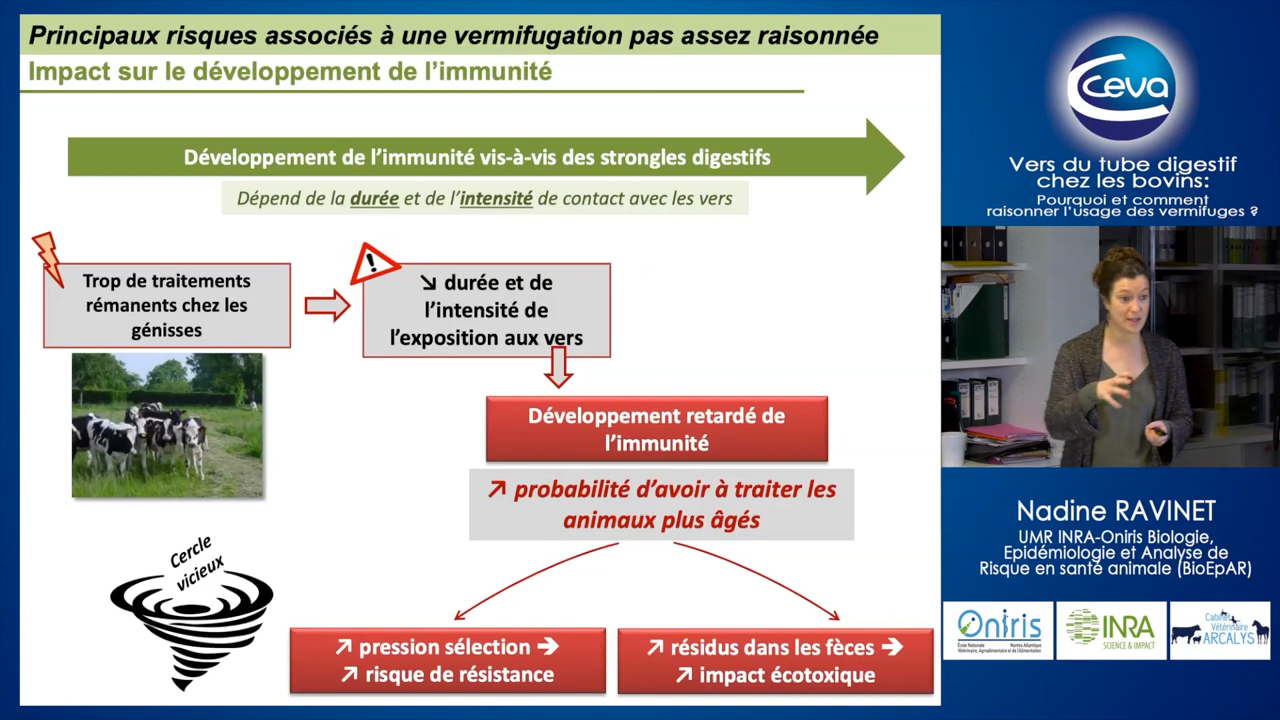 Principaux risques associés à une vermifugation pas assez raisonnée
Impact sur le développement de l’immunité
Développement de l’immunité vis-à-vis des strongles digestifs
Dépend de la durée et de l’intensité de contact avec les vers
Trop de traitements
rémanents chez les
génisses
!
↘ durée et de
l’intensité de
l’exposition aux vers
Développement retardé de
l’immunité
↗ probabilité d’avoir à traiter les
animaux plus âgés
Cercle
vicieux
↗ pression sélection →
↗ risque de résistance
↗ résidus dans les fèces →
↗ impact écotoxique
ceva
Vers du tube digestif
chez les bovins:
Pourquoi et comment
raisonner l’usage des vermifuges ?
Nadine RAVINET
UMR INRA-Oniris Biologie,
Epidémiologie et Analyse de
Risque en santé animale (BioEpAR)
Oniris
INRA
SCIENCE & IMPACT
Cabinet
Vétérinaire
ARCALYS